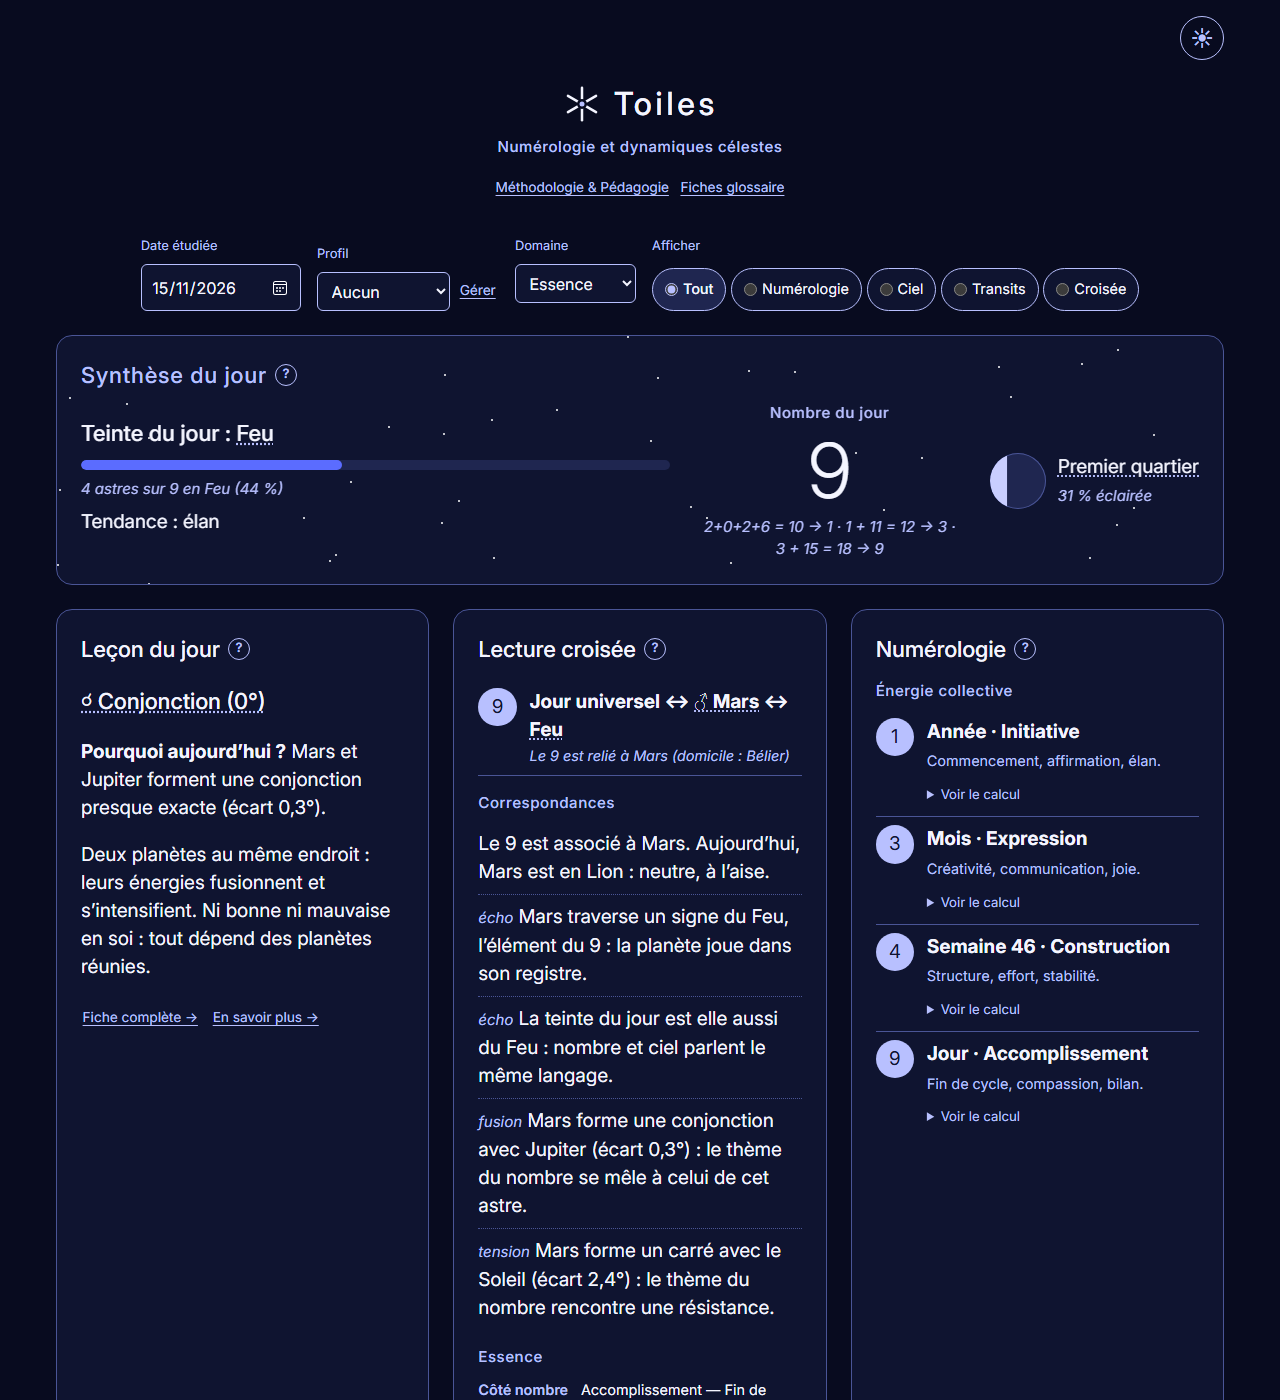 Toiles
Numérologie et dynamiques célestes
Méthodologie & Pédagogie Fiches glossaire
Date étudiée
15/11/2026
Profil
Aucun
Gérer
Domaine
Essence
Afficher
Tout
Numérologie
Ciel
Transits
Croisée
Synthèse du jour ?
Teinte du jour : Feu
4 astres sur 9 en Feu (44 %)
Tendance : élan
Nombre du jour
9
2+0+2+6 = 10 → 1 · 1 + 11 = 12 → 3 ·
3 + 15 = 18 → 9
Premier quartier
31 % éclairée
Leçon du jour ?
☌ Conjonction (0°)
Pourquoi aujourd’hui ? Mars et
Jupiter forment une conjonction
presque exacte (écart 0,3°).
Deux planètes au même endroit :
leurs énergies fusionnent et
s’intensifient. Ni bonne ni mauvaise
en soi : tout dépend des planètes
réunies.
Fiche complète → En savoir plus →
Lecture croisée ?
9
Jour universel ↔ ♂ Mars ↔
Feu
Le 9 est relié à Mars (domicile : Bélier)
Correspondances
Le 9 est associé à Mars. Aujourd’hui,
Mars est en Lion : neutre, à l’aise.
écho Mars traverse un signe du Feu,
l’élément du 9 : la planète joue dans
son registre.
écho La teinte du jour est elle aussi
du Feu : nombre et ciel parlent le
même langage.
fusion Mars forme une conjonction
avec Jupiter (écart 0,3°) : le thème
du nombre se mêle à celui de cet
astre.
tension Mars forme un carré avec le
Soleil (écart 2,4°) : le thème du
nombre rencontre une résistance.
Essence
Côté nombre Accomplissement — Fin de
Numérologie ?
Énergie collective
1
Année · Initiative
Commencement, affirmation, élan.
Voir le calcul
3
Mois · Expression
Créativité, communication, joie.
Voir le calcul
4
Semaine 46 · Construction
Structure, effort, stabilité.
Voir le calcul
9
Jour · Accomplissement
Fin de cycle, compassion, bilan.
Voir le calcul